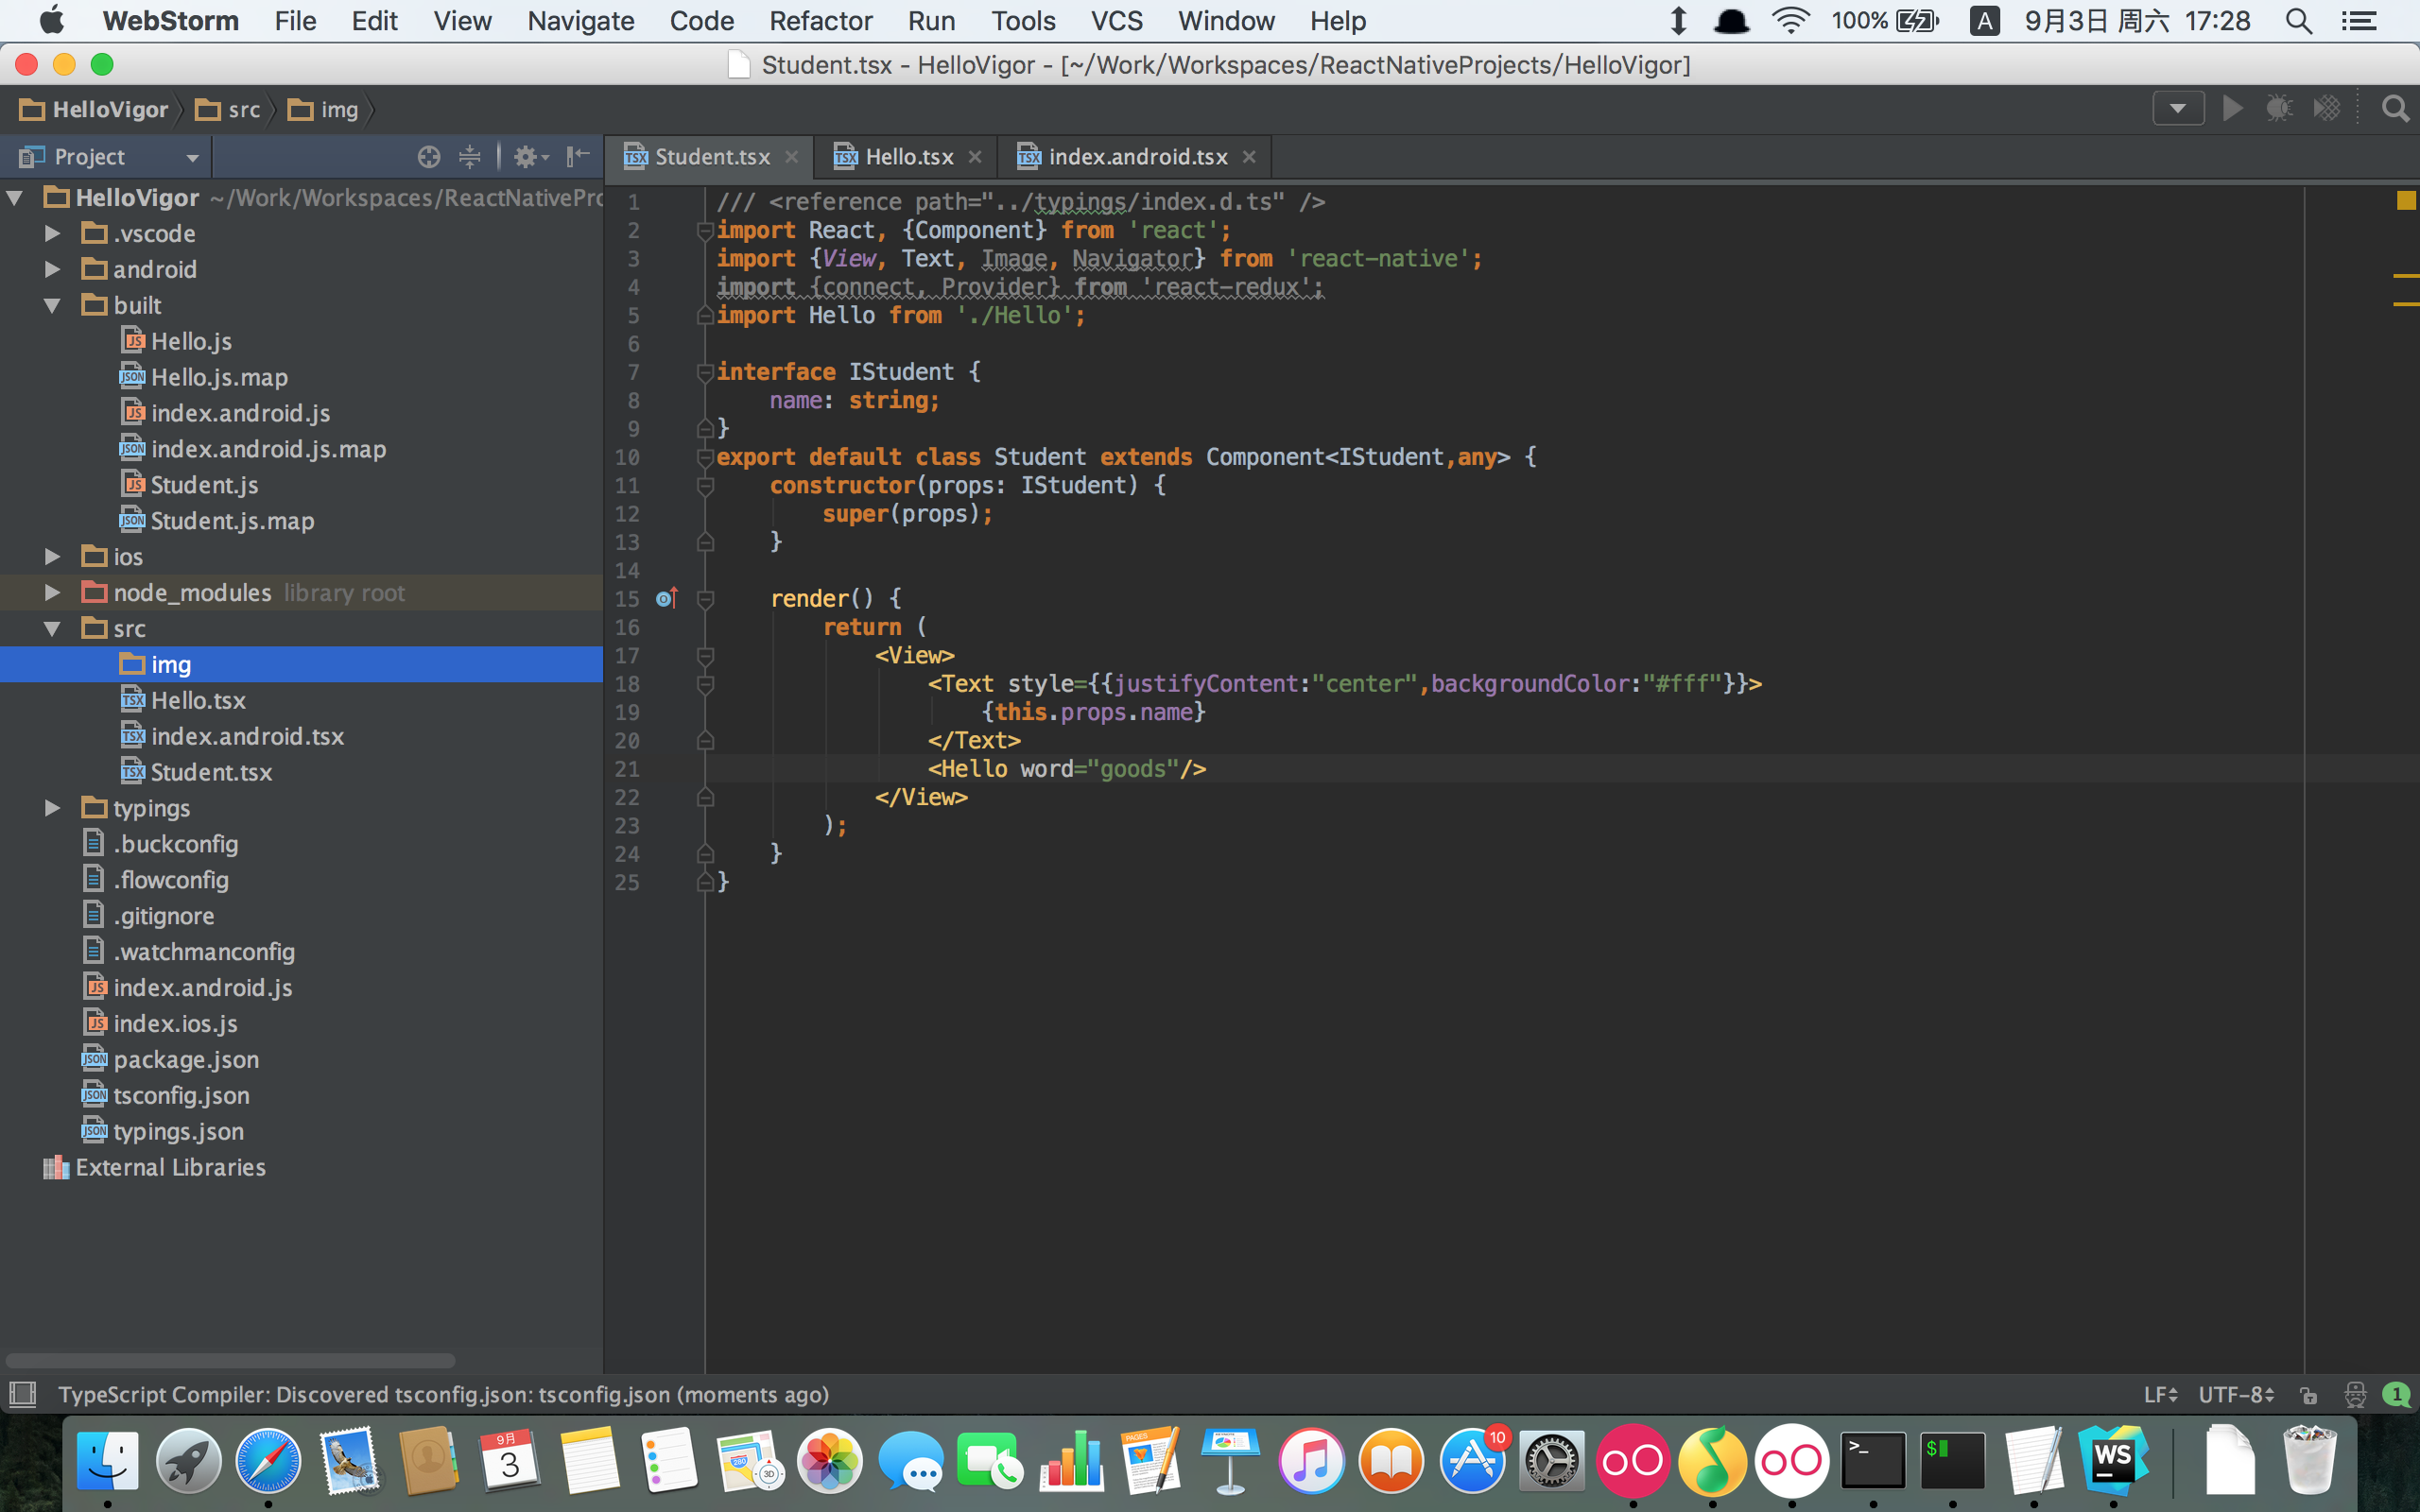 WebStorm File Edit View Navigate Code Refactor Run Tools VCS Window Help 100% A 9月3日 周六 17:28
Student.tsx - HelloVigor - [~/Work/Workspaces/ReactNativeProjects/HelloVigor]
HelloVigor src img
Project
Student.tsx Hello.tsx index.android.tsx
HelloVigor ~/Work/Workspaces/ReactNativePro
.vscode
android
built
Hello.js
Hello.js.map
index.android.js
index.android.js.map
Student.js
Student.js.map
ios
node_modules library root
src
img
Hello.tsx
index.android.tsx
Student.tsx
typings
.buckconfig
.flowconfig
.gitignore
.watchmanconfig
index.android.js
index.ios.js
package.json
tsconfig.json
typings.json
External Libraries
1 /// <reference path="../typings/index.d.ts" />
2 import React, {Component} from 'react';
3 import {View, Text, Image, Navigator} from 'react-native';
4 import {connect, Provider} from 'react-redux';
5 import Hello from './Hello';
6
7 interface IStudent {
8 name: string;
9 }
10 export default class Student extends Component<IStudent,any> {
11 constructor(props: IStudent) {
12 super(props);
13 }
14
15 render() {
16 return (
17 <View>
18 <Text style={{justifyContent:"center",backgroundColor:"#fff"}}>
19 {this.props.name}
20 </Text>
21 <Hello word="goods"/>
22 </View>
23 );
24 }
25 }
TypeScript Compiler: Discovered tsconfig.json: tsconfig.json (moments ago) LF UTF-8 1
9月
3
280
3D
PAGES
10
WS